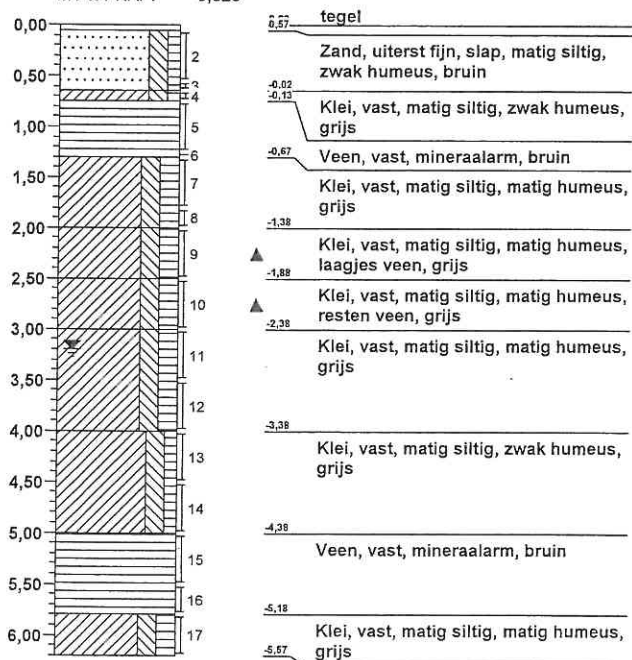 0,00
0,50
1,00
1,50
2,00
2,50
3,00
3,50
4,00
4,50
5,00
5,50
6,00
2
3
4
5
6
7
8
9
10
11
12
13
14
15
16
17
0,57
tegel
Zand, uiterst fijn, slap, matig siltig,
zwak humeus, bruin
-0,02
-0,13
Klei, vast, matig siltig, zwak humeus,
grijs
-0,67
Veen, vast, mineraalarm, bruin
Klei, vast, matig siltig, matig humeus,
grijs
-1,38
Klei, vast, matig siltig, matig humeus,
laagjes veen, grijs
-1,88
Klei, vast, matig siltig, matig humeus,
resten veen, grijs
-2,38
Klei, vast, matig siltig, matig humeus,
grijs
-3,38
Klei, vast, matig siltig, zwak humeus,
grijs
-4,38
Veen, vast, mineraalarm, bruin
-5,18
Klei, vast, matig siltig, matig humeus,
grijs
-5,57